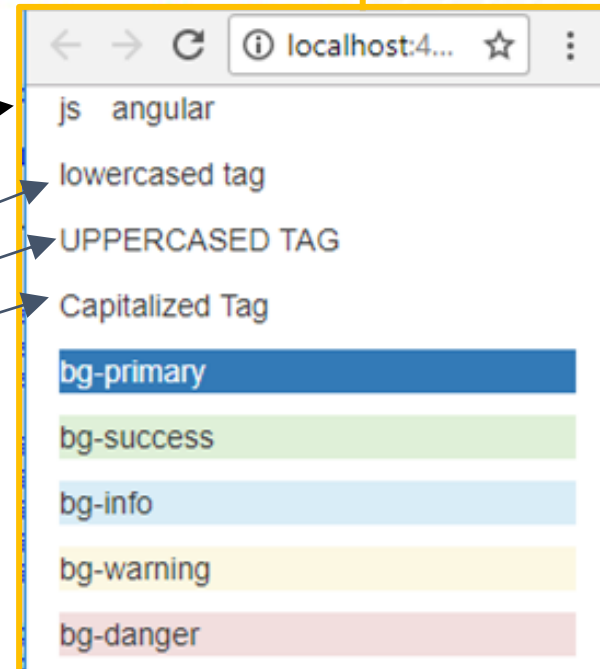 localhost:4...
js angular
lowercased tag
UPPERCASED TAG
Capitalized Tag
bg-primary
bg-success
bg-info
bg-warning
bg-danger